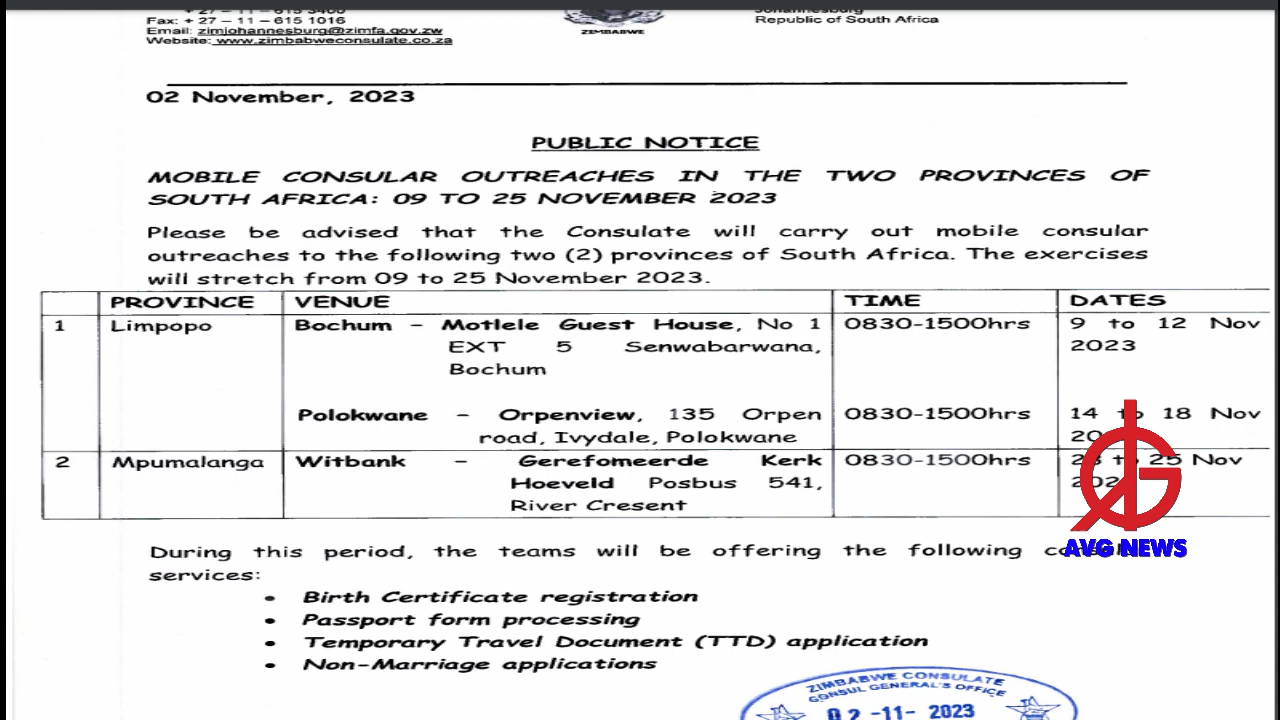 Fax: + 27 – 11 – 615 1016
Email: zimjohannesburg@zimfa.gov.zw
Website: www.zimbabweconsulate.co.za
Johannesburg
Republic of South Africa
ZIMBABWE
02 November, 2023
PUBLIC NOTICE
MOBILE CONSULAR OUTREACHES IN THE TWO PROVINCES OF
SOUTH AFRICA: 09 TO 25 NOVEMBER 2023
Please be advised that the Consulate will carry out mobile consular
outreaches to the following two (2) provinces of South Africa. The exercises
will stretch from 09 to 25 November 2023.
PROVINCE VENUE TIME DATES
1 Limpopo Bochum – Motlele Guest House, No 1 0830-1500hrs 9 to 12 Nov
EXT 5 Senwabarwana, 2023
Bochum
Polokwane – Orpenview, 135 Orpen 0830-1500hrs 14 to 18 Nov
road, Ivydale, Polokwane
2 Mpumalanga Witbank – Gerefomeerde Kerk 0830-1500hrs to 25 Nov
Hoeveld Posbus 541,
River Cresent
AVG NEWS
During this period, the teams will be offering the following
services:
• Birth Certificate registration
• Passport form processing
• Temporary Travel Document (TTD) application
• Non-Marriage applications
ZIMBABWE CONSULATE
CONSUL GENERAL'S OFFICE
02 -11- 2023